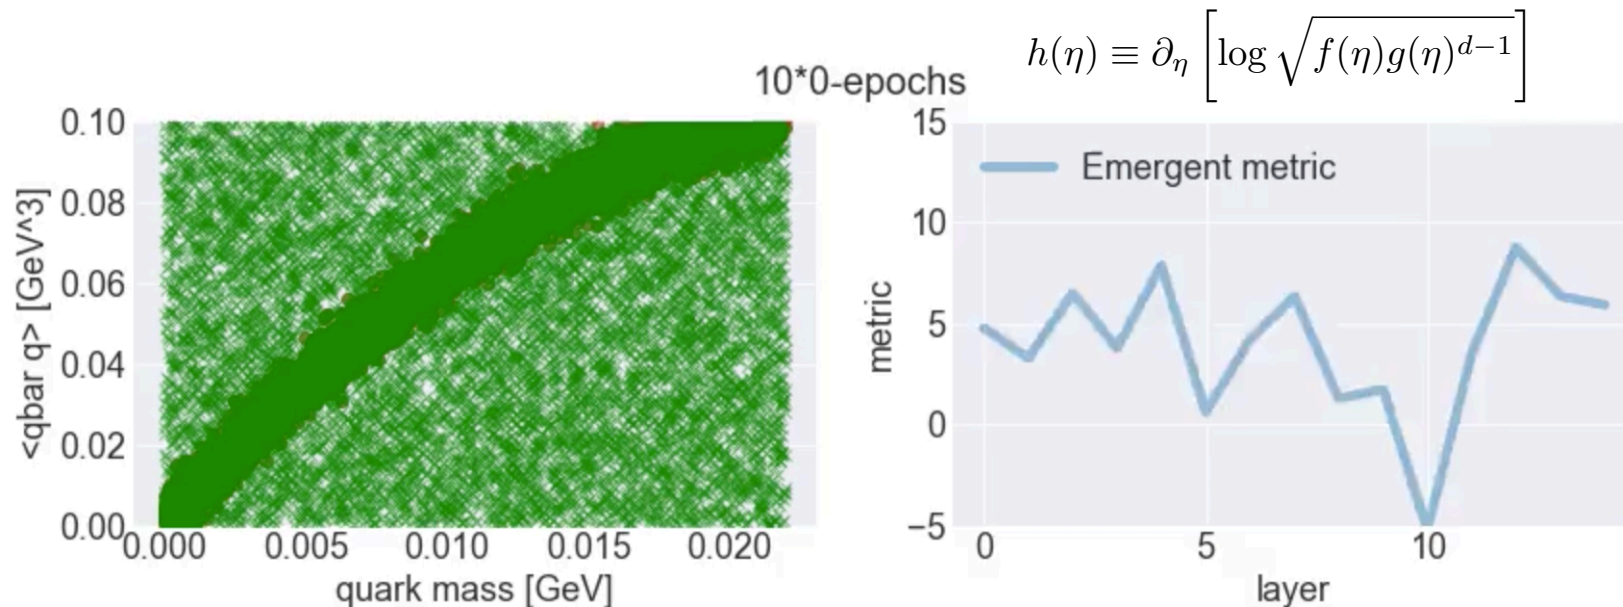 h(η) ≡ ∂_η [log √(f(η)g(η)^{d−1})]
10*0-epochs
0.10
0.08
0.06
0.04
0.02
0.00
<qbar q> [GeV^3]
0.000 0.005 0.010 0.015 0.020
quark mass [GeV]
15
10
5
0
−5
metric
Emergent metric
0 5 10
layer